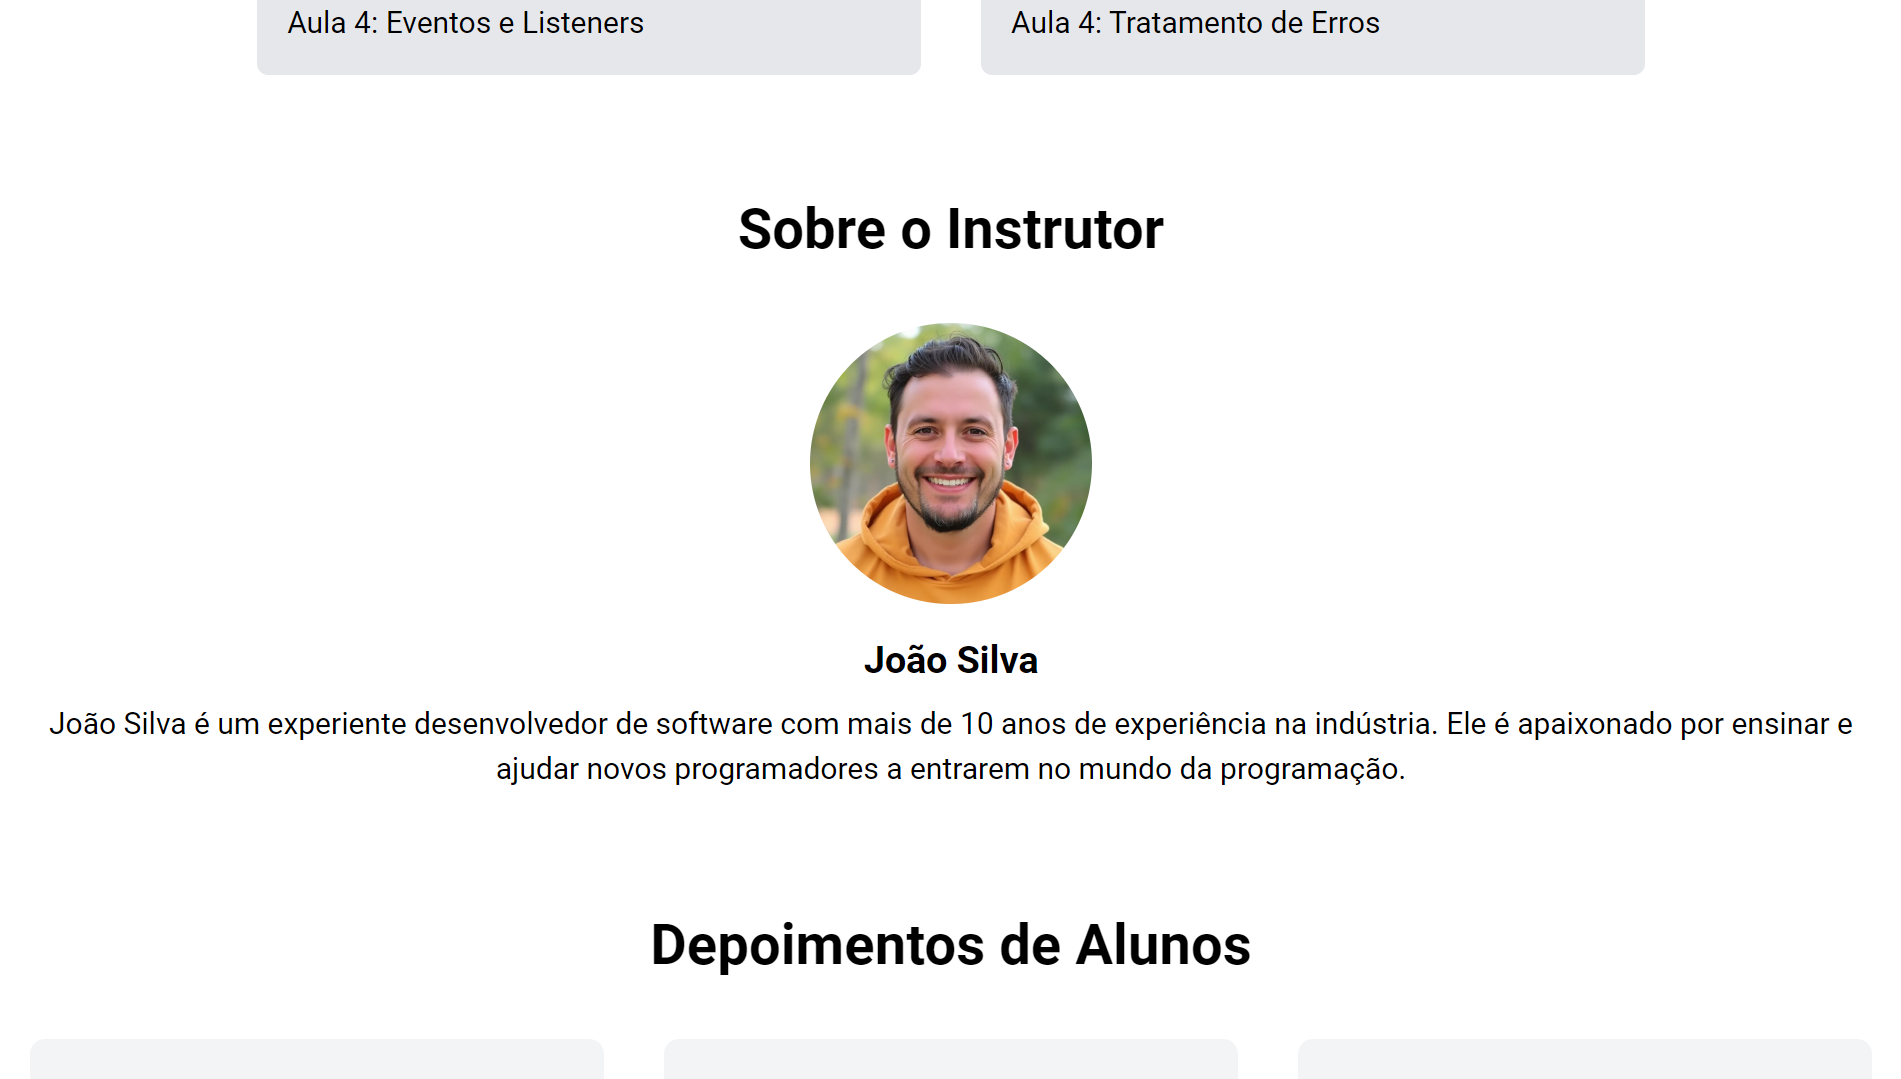 Aula 4: Eventos e Listeners
Aula 4: Tratamento de Erros
Sobre o Instrutor
João Silva
João Silva é um experiente desenvolvedor de software com mais de 10 anos de experiência na indústria. Ele é apaixonado por ensinar e
ajudar novos programadores a entrarem no mundo da programação.
Depoimentos de Alunos